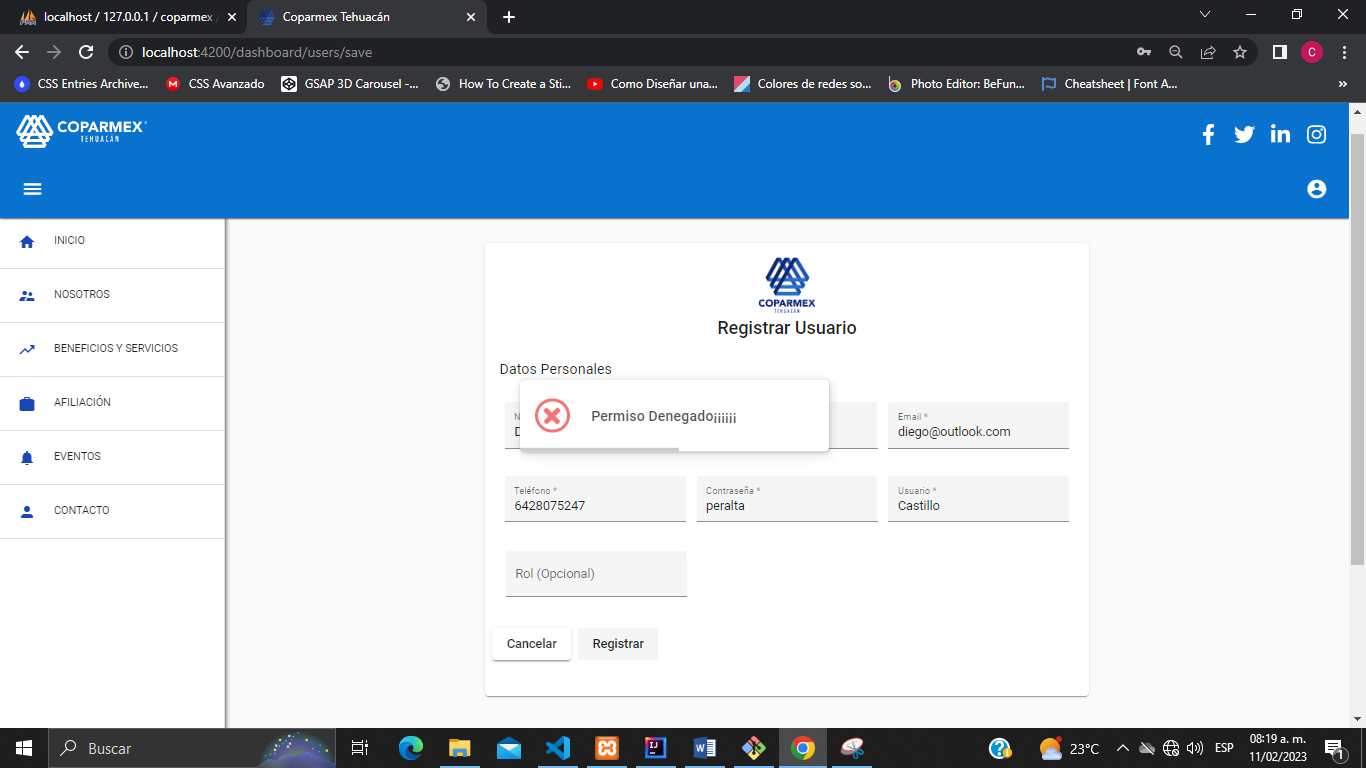 localhost / 127.0.0.1 / coparmex /
Coparmex Tehuacán
localhost:4200/dashboard/users/save
C
CSS Entries Archive...
CSS Avanzado
GSAP 3D Carousel -...
How To Create a Sti...
Como Diseñar una...
Colores de redes so...
Photo Editor: BeFun...
Cheatsheet | Font A...
»
COPARMEX
TEHUACÁN
INICIO
NOSOTROS
BENEFICIOS Y SERVICIOS
AFILIACIÓN
EVENTOS
CONTACTO
COPARMEX
TEHUACÁN
Registrar Usuario
Datos Personales
Permiso Denegado¡¡¡¡¡¡
Email *
diego@outlook.com
Teléfono *
6428075247
Contraseña *
peralta
Usuario *
Castillo
Rol (Opcional)
Cancelar
Registrar
Buscar
23°C
ESP
08:19 a. m.
11/02/2023
1